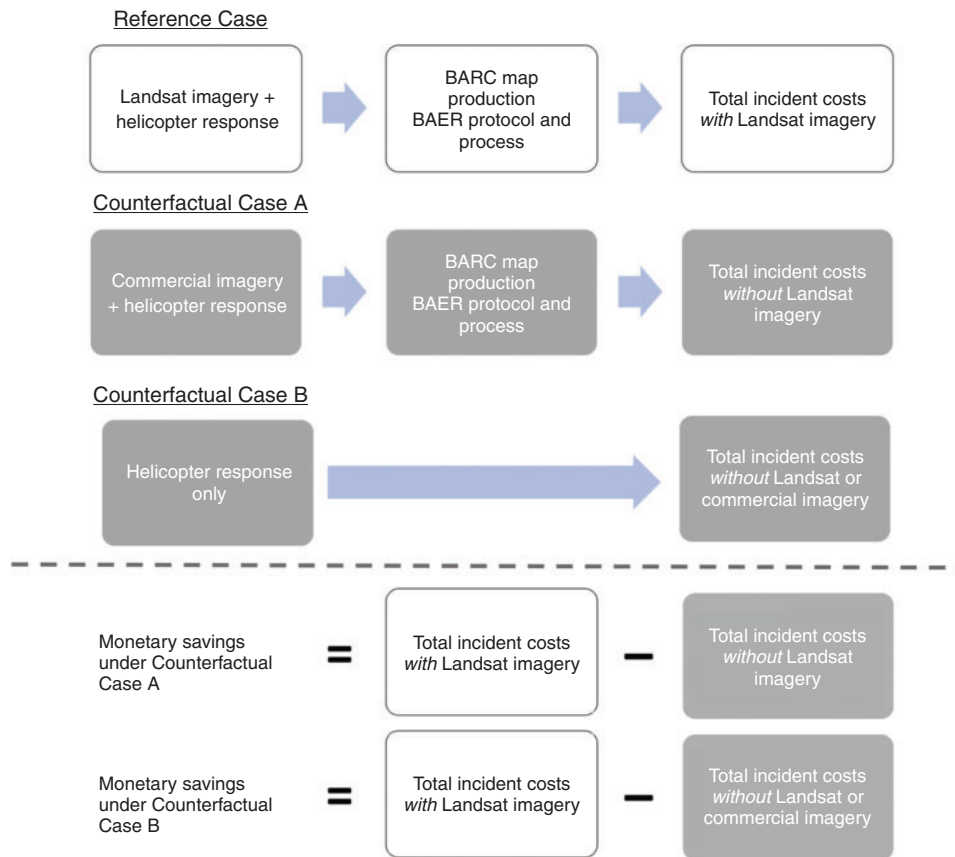 Reference Case
Landsat imagery +
helicopter response
BARC map
production
BAER protocol and
process
Total incident costs
with Landsat imagery
Counterfactual Case A
Commercial imagery
+ helicopter response
BARC map
production
BAER protocol and
process
Total incident costs
without Landsat
imagery
Counterfactual Case B
Helicopter response
only
Total incident costs
without Landsat or
commercial imagery
Monetary savings
under Counterfactual
Case A
=
Total incident costs
with Landsat imagery
−
Total incident costs
without Landsat
imagery
Monetary savings
under Counterfactual
Case B
=
Total incident costs
with Landsat imagery
−
Total incident costs
without Landsat or
commercial imagery